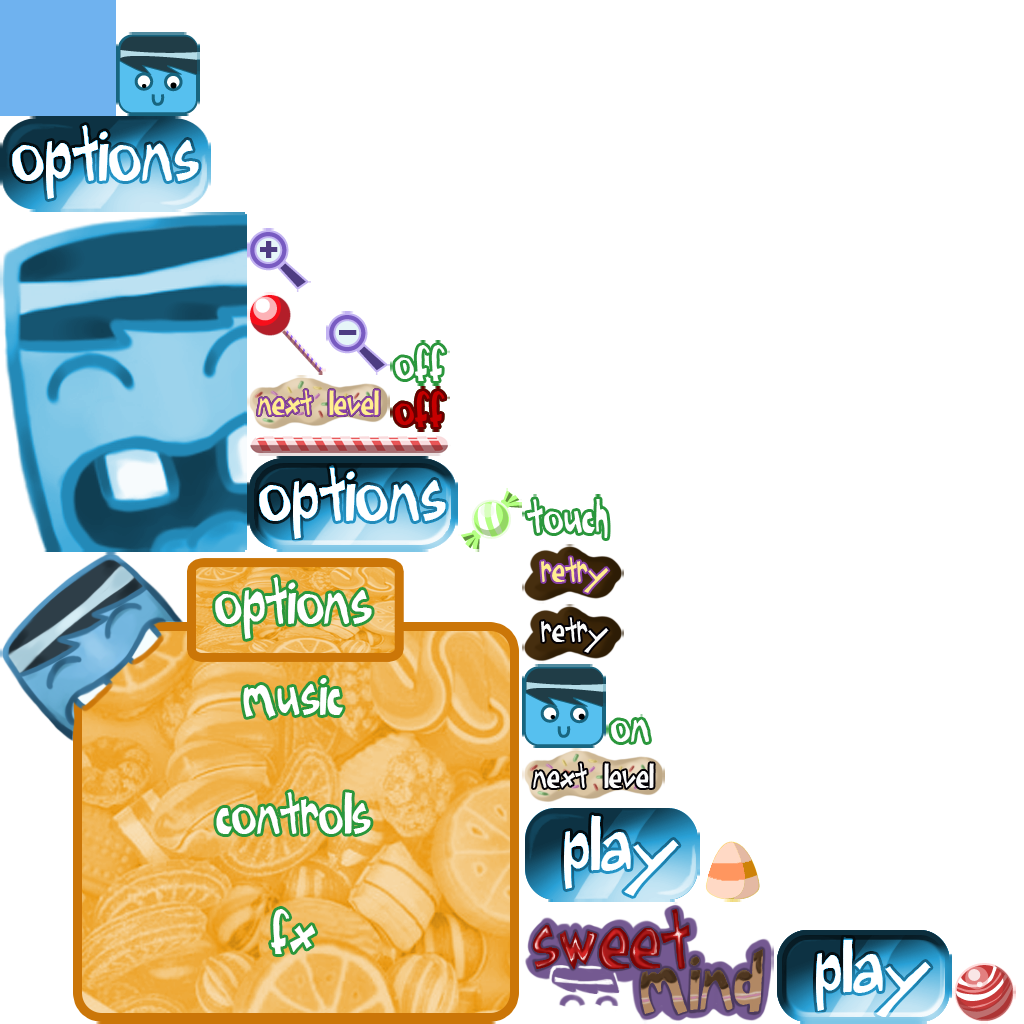 options
off
next level
off
options
touch
retry
options
retry
music
on
next level
controls
play
fx
sweet
mind
play